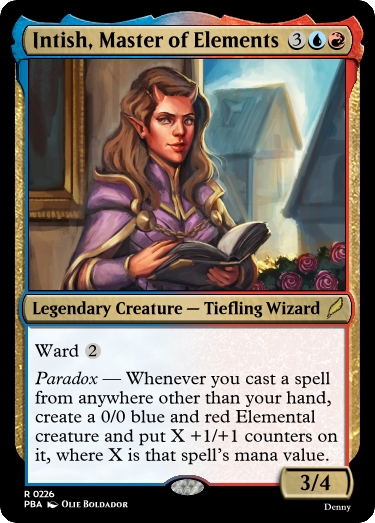 Intish, Master of Elements 3
Legendary Creature — Tiefling Wizard
Ward 2
Paradox — Whenever you cast a spell
from anywhere other than your hand,
create a 0/0 blue and red Elemental
creature and put X +1/+1 counters on
it, where X is that spell's mana value.
3/4
R 0226
PBA Olie Boldador
Denny